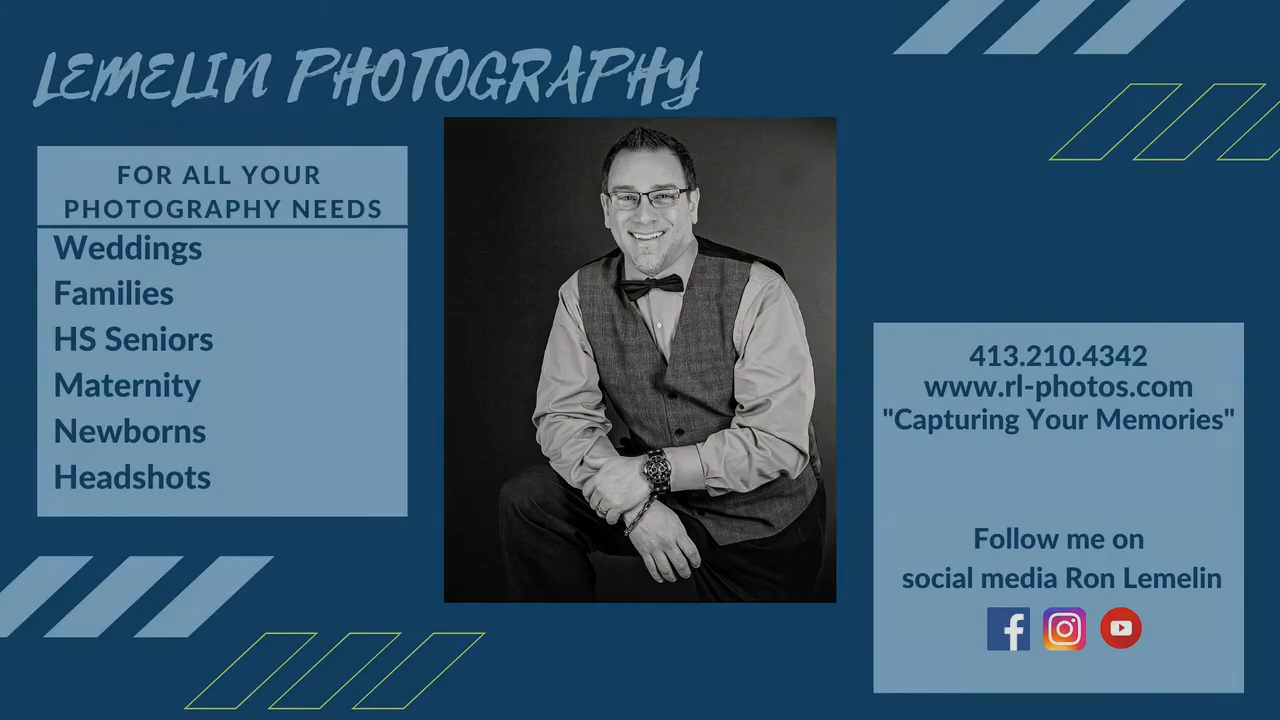 LEMELIN PHOTOGRAPHY
FOR ALL YOUR
PHOTOGRAPHY NEEDS
Weddings
Families
HS Seniors
Maternity
Newborns
Headshots
413.210.4342
www.rl-photos.com
"Capturing Your Memories"
Follow me on
social media Ron Lemelin